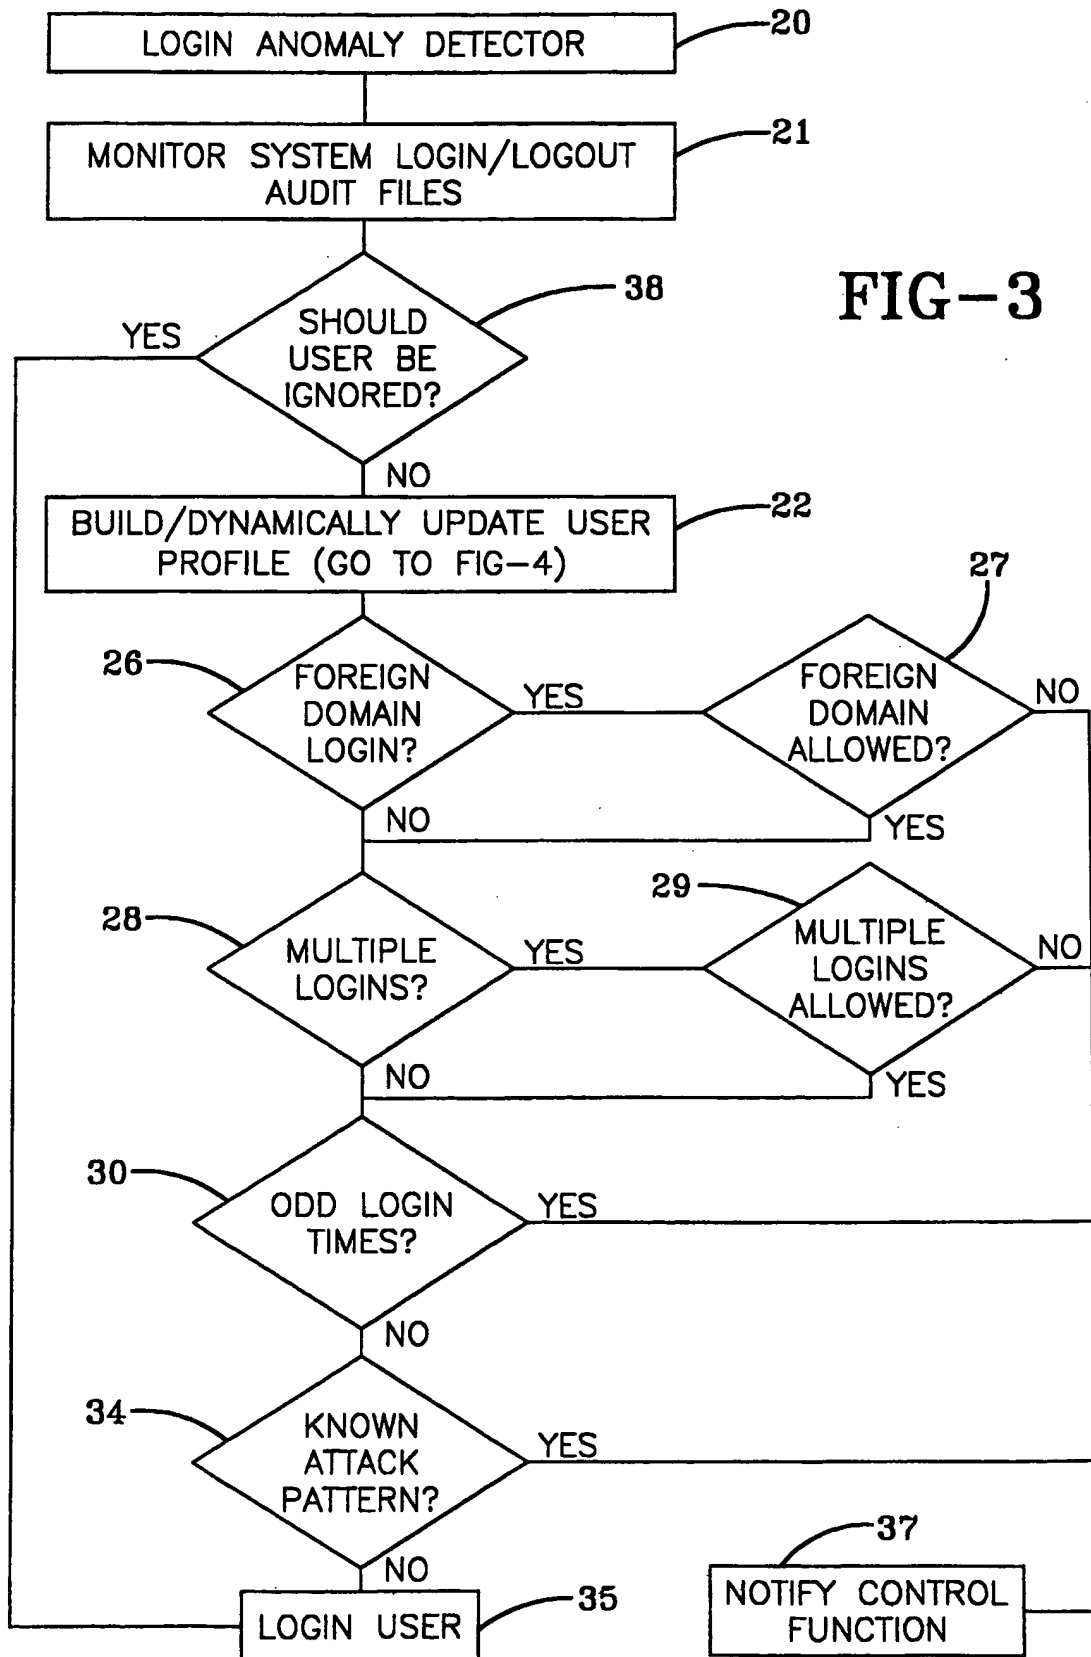 LOGIN ANOMALY DETECTOR
20
MONITOR SYSTEM LOGIN/LOGOUT
AUDIT FILES
21
FIG-3
SHOULD
USER BE
IGNORED?
38
YES
NO
BUILD/DYNAMICALLY UPDATE USER
PROFILE (GO TO FIG-4)
22
26
FOREIGN
DOMAIN
LOGIN?
YES
NO
27
FOREIGN
DOMAIN
ALLOWED?
NO
YES
28
MULTIPLE
LOGINS?
YES
NO
29
MULTIPLE
LOGINS
ALLOWED?
NO
YES
30
ODD LOGIN
TIMES?
YES
NO
34
KNOWN
ATTACK
PATTERN?
YES
NO
LOGIN USER
35
37
NOTIFY CONTROL
FUNCTION